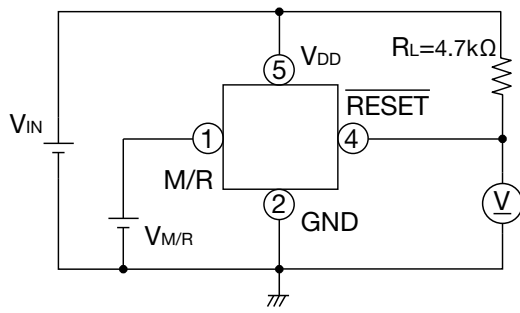 VDD
RL=4.7kΩ
5
RESET
VIN
1
4
M/R
2
GND
VM/R
V